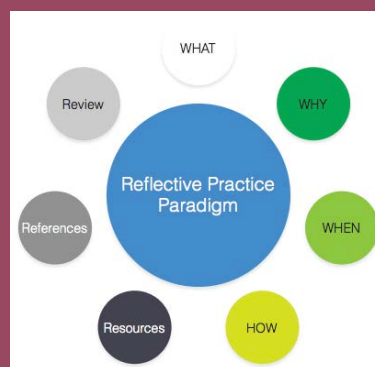 WHAT
WHY
WHEN
HOW
Resources
References
Review
Reflective Practice
Paradigm